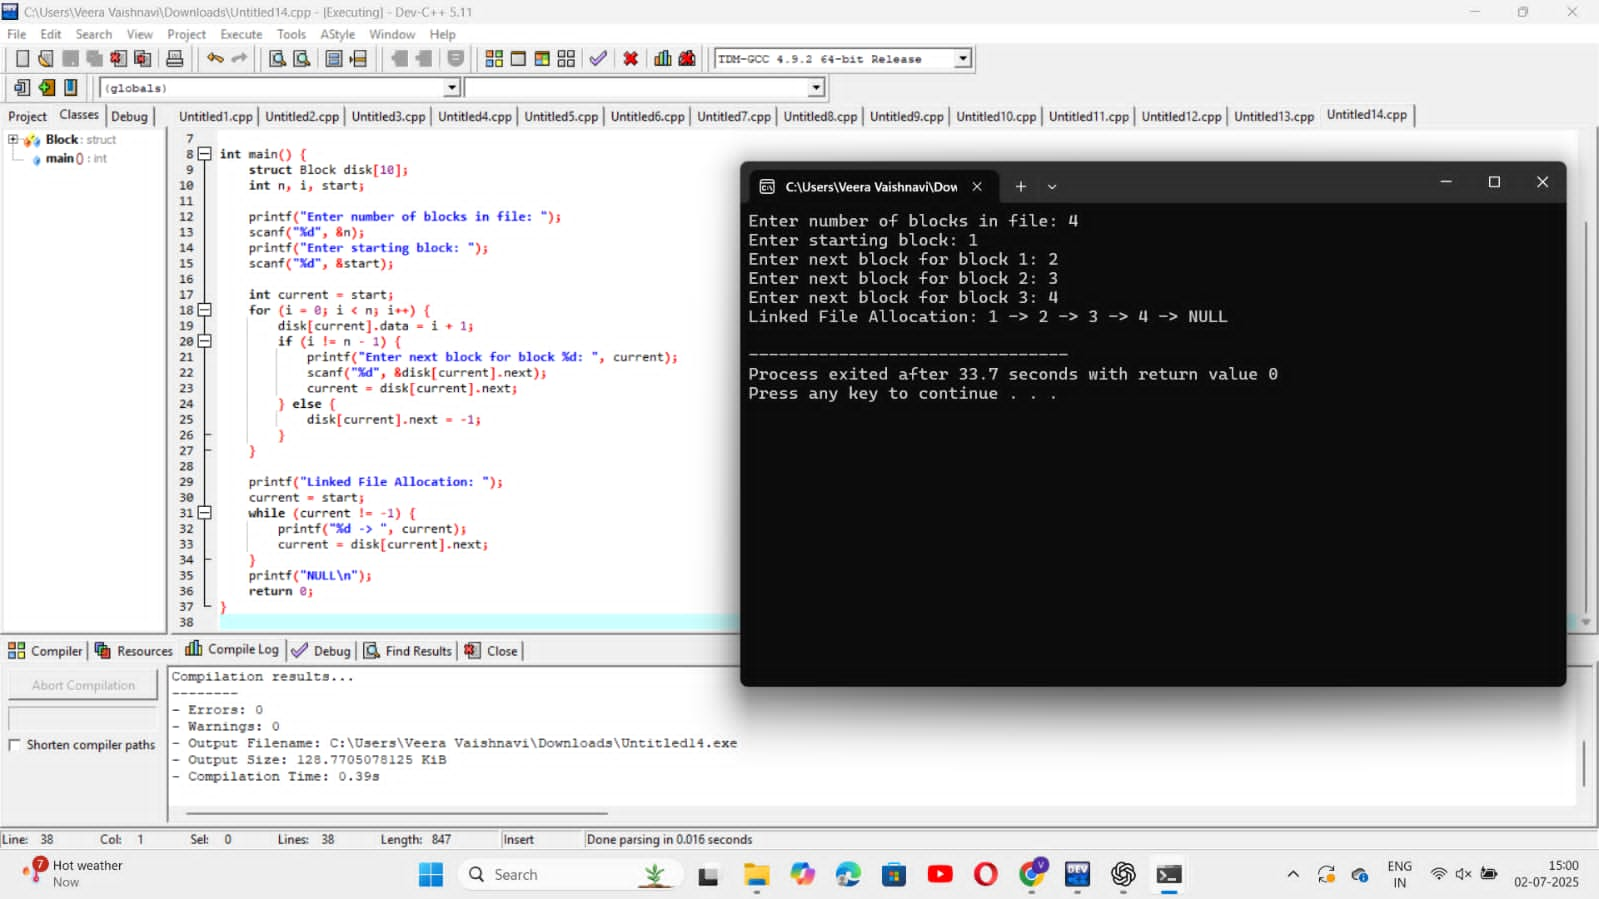 C:\Users\Veera Vaishnavi\Downloads\Untitled14.cpp - [Executing] - Dev-C++ 5.11
File Edit Search View Project Execute Tools AStyle Window Help
TDM-GCC 4.9.2 64-bit Release
(globals)
Project Classes Debug
Untitled1.cpp Untitled2.cpp Untitled3.cpp Untitled4.cpp Untitled5.cpp Untitled6.cpp Untitled7.cpp Untitled8.cpp Untitled9.cpp Untitled10.cpp Untitled11.cpp Untitled12.cpp Untitled13.cpp Untitled14.cpp
Block : struct
main () : int
7
8 int main() {
9 struct Block disk[10];
10 int n, i, start;
11
12 printf("Enter number of blocks in file: ");
13 scanf("%d", &n);
14 printf("Enter starting block: ");
15 scanf("%d", &start);
16
17 int current = start;
18 for (i = 0; i < n; i++) {
19 disk[current].data = i + 1;
20 if (i != n - 1) {
21 printf("Enter next block for block %d: ", current);
22 scanf("%d", &disk[current].next);
23 current = disk[current].next;
24 } else {
25 disk[current].next = -1;
26 }
27 }
28
29 printf("Linked File Allocation: ");
30 current = start;
31 while (current != -1) {
32 printf("%d -> ", current);
33 current = disk[current].next;
34 }
35 printf("NULL\n");
36 return 0;
37 }
38
C:\Users\Veera Vaishnavi\Dow
Enter number of blocks in file: 4
Enter starting block: 1
Enter next block for block 1: 2
Enter next block for block 2: 3
Enter next block for block 3: 4
Linked File Allocation: 1 -> 2 -> 3 -> 4 -> NULL
--------------------------------
Process exited after 33.7 seconds with return value 0
Press any key to continue . . .
Compiler Resources Compile Log Debug Find Results Close
Abort Compilation
Shorten compiler paths
Compilation results...
--------
- Errors: 0
- Warnings: 0
- Output Filename: C:\Users\Veera Vaishnavi\Downloads\Untitled14.exe
- Output Size: 128.7705078125 KiB
- Compilation Time: 0.39s
Line: 38 Col: 1 Sel: 0 Lines: 38 Length: 847 Insert Done parsing in 0.016 seconds
7
Hot weather
Now
Search
V
DEV
ENG
IN
15:00
02-07-2025